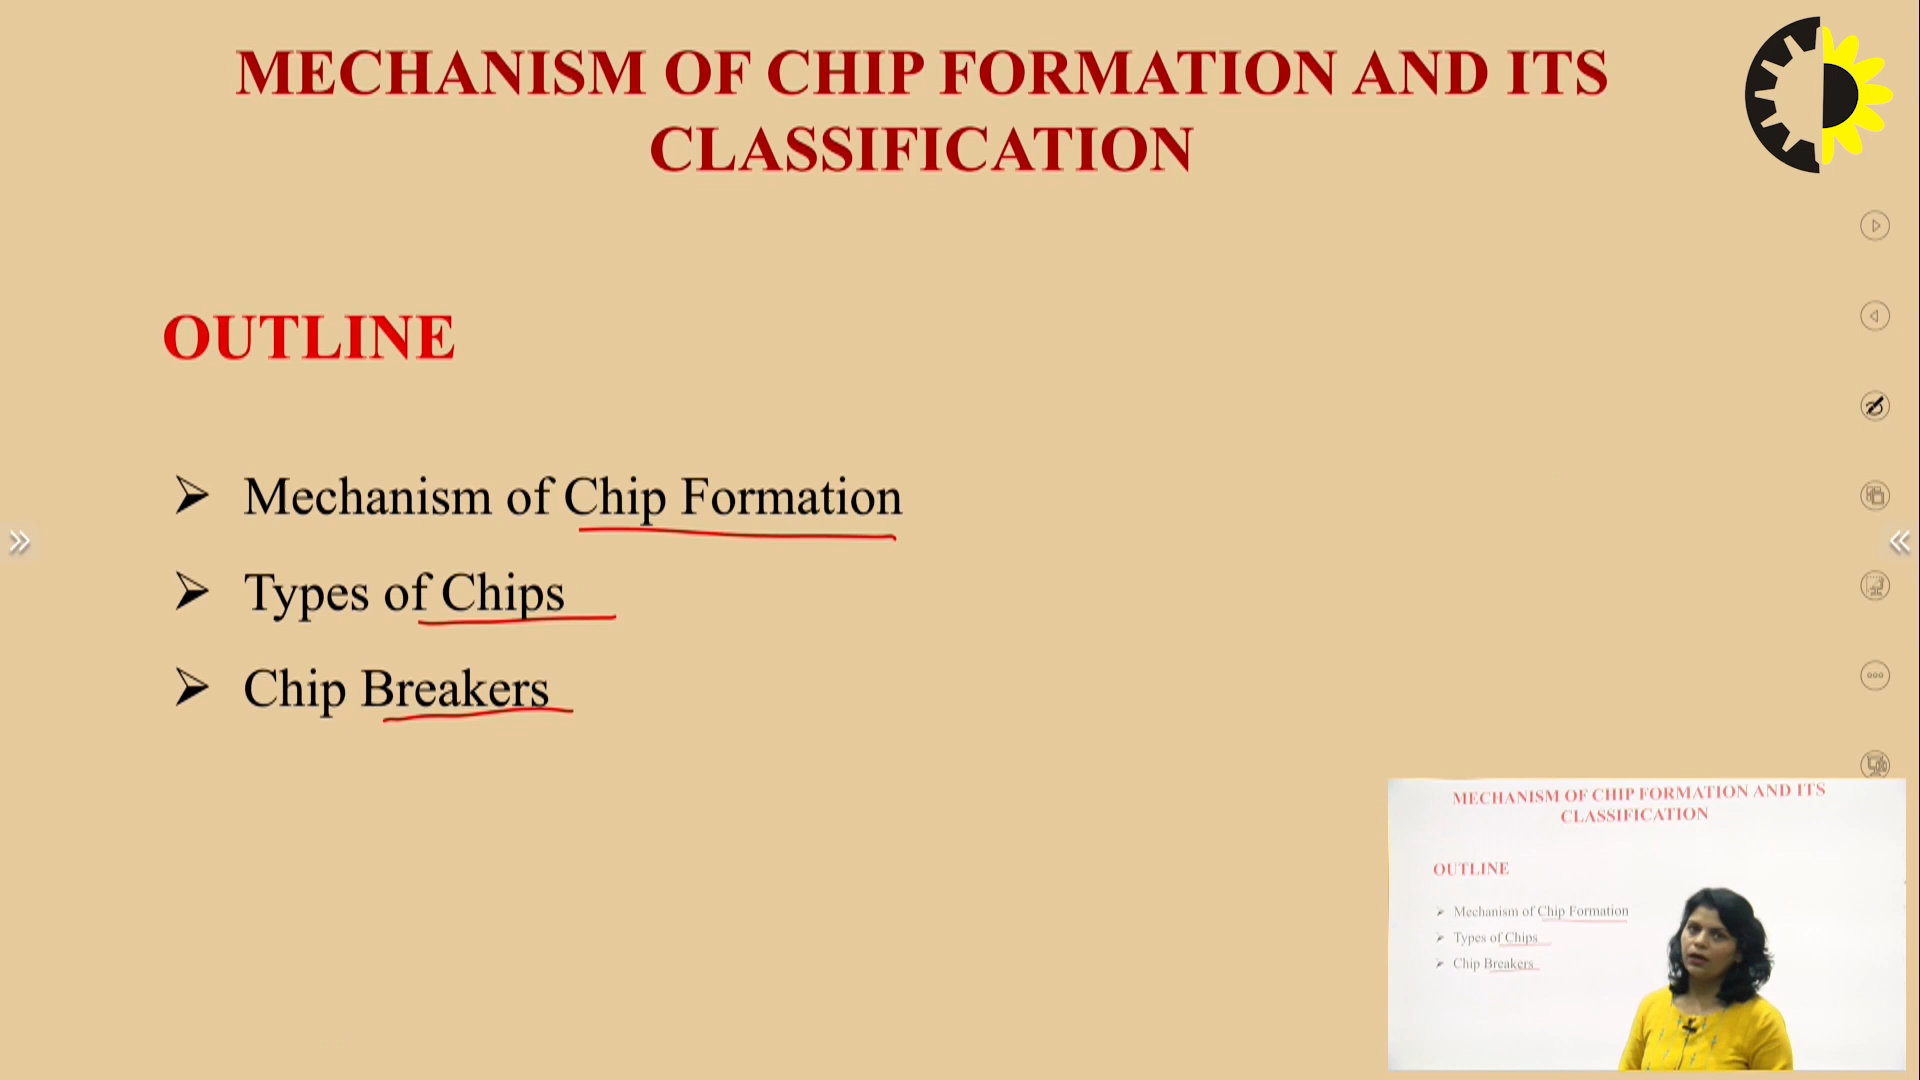 MECHANISM OF CHIP FORMATION AND ITS
CLASSIFICATION
OUTLINE
Mechanism of Chip Formation
Types of Chips
Chip Breakers
MECHANISM OF CHIP FORMATION AND ITS
CLASSIFICATION
OUTLINE
Mechanism of Chip Formation
Types of Chips
Chip Breakers